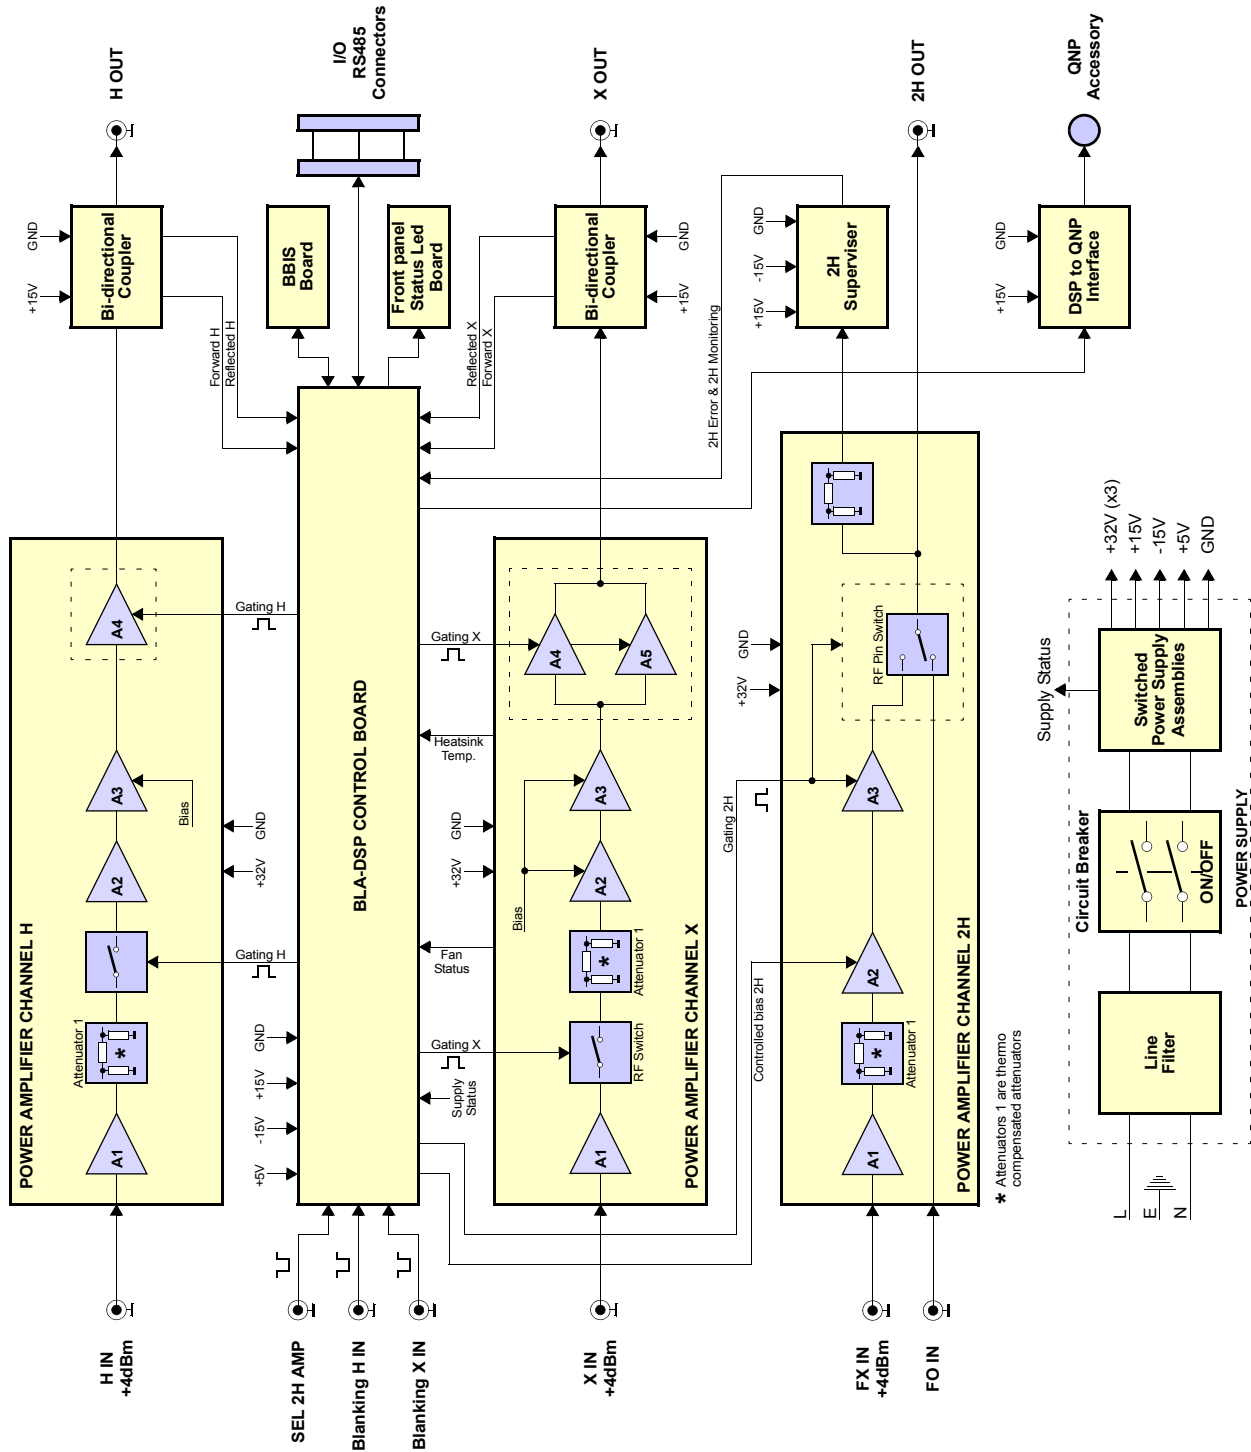 H IN
+4dBm
POWER AMPLIFIER CHANNEL H
A1
Attenuator 1
*
A2
A3
A4
Bias
+32V
GND
+15V
GND
Bi-directional
Coupler
H OUT
Gating H
Gating H
Forward H
Reflected H
SEL 2H AMP
Blanking H IN
Blanking X IN
+5V
-15V
+15V
GND
BLA-DSP CONTROL BOARD
BBIS
Board
Front panel
Status Led
Board
I/O
RS485
Connectors
Supply
Status
Gating X
Fan
Status
Heatsink
Temp.
Gating X
Reflected X
Forward X
X IN
+4dBm
POWER AMPLIFIER CHANNEL X
A1
RF Switch
Attenuator 1
*
Bias
A2
A3
A4
A5
+32V
GND
Bi-directional
Coupler
+15V
GND
X OUT
Controlled bias 2H
Gating 2H
2H Error & 2H Monitoring
FX IN
+4dBm
FO IN
POWER AMPLIFIER CHANNEL 2H
A1
Attenuator 1
*
A2
A3
+32V
GND
RF Pin Switch
+15V
-15V
GND
2H
Superviser
2H OUT
+15V
GND
DSP to QNP
Interface
QNP
Accessory
* Attenuators 1 are thermo
compensated attenuators
L
E
N
Line
Filter
Circuit Breaker
ON/OFF
Switched
Power Supply
Assemblies
Supply Status
+32V (x3)
+15V
-15V
+5V
GND
POWER SUPPLY